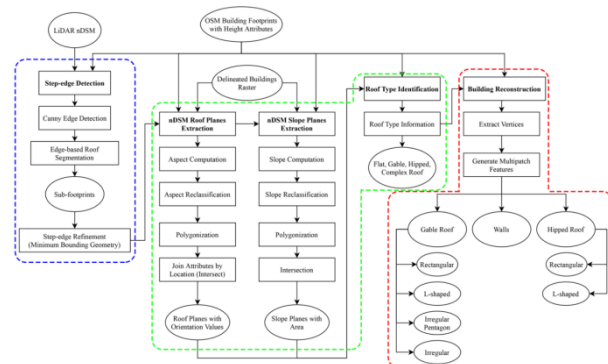 LiDAR nDSM
OSM Building Footprints
with Height Attributes
Step-edge Detection
Canny Edge Detection
Edge-based Roof
Segmentation
Sub-footprints
Step-edge Refinement
(Minimum Bounding Geometry)
Delineated Buildings
Raster
nDSM Roof Planes
Extraction
Aspect Computation
Aspect Reclassification
Polygonization
Join Attributes by
Location (Intersect)
Roof Planes with
Orientation Values
nDSM Slope Planes
Extraction
Slope Computation
Slope Reclassification
Polygonization
Intersection
Slope Planes with
Area
Roof Type Identification
Roof Type Information
Flat, Gable, Hipped,
Complex Roof
Building Reconstruction
Extract Vertices
Generate Multipatch
Features
Gable Roof
Walls
Hipped Roof
Rectangular
L-shaped
Irregular
Pentagon
Irregular
Rectangular
L-shaped